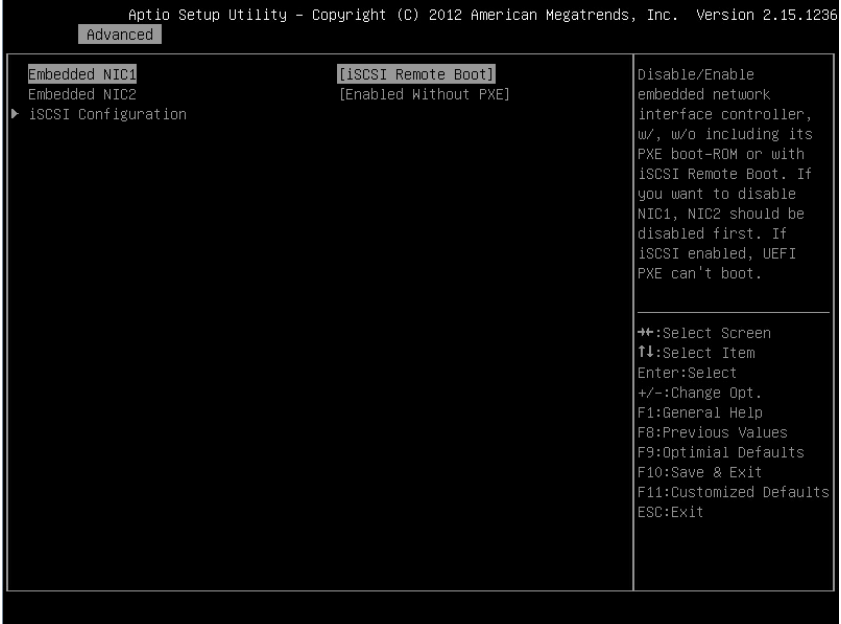 Aptio Setup Utility – Copyright (C) 2012 American Megatrends, Inc. Version 2.15.1236
Advanced
Embedded NIC1 [iSCSI Remote Boot]
Embedded NIC2 [Enabled Without PXE]
▶ iSCSI Configuration
Disable/Enable
embedded network
interface controller,
w/, w/o including its
PXE boot-ROM or with
iSCSI Remote Boot. If
you want to disable
NIC1, NIC2 should be
disabled first. If
iSCSI enabled, UEFI
PXE can't boot.
→←:Select Screen
↑↓:Select Item
Enter:Select
+/-:Change Opt.
F1:General Help
F8:Previous Values
F9:Optimial Defaults
F10:Save & Exit
F11:Customized Defaults
ESC:Exit